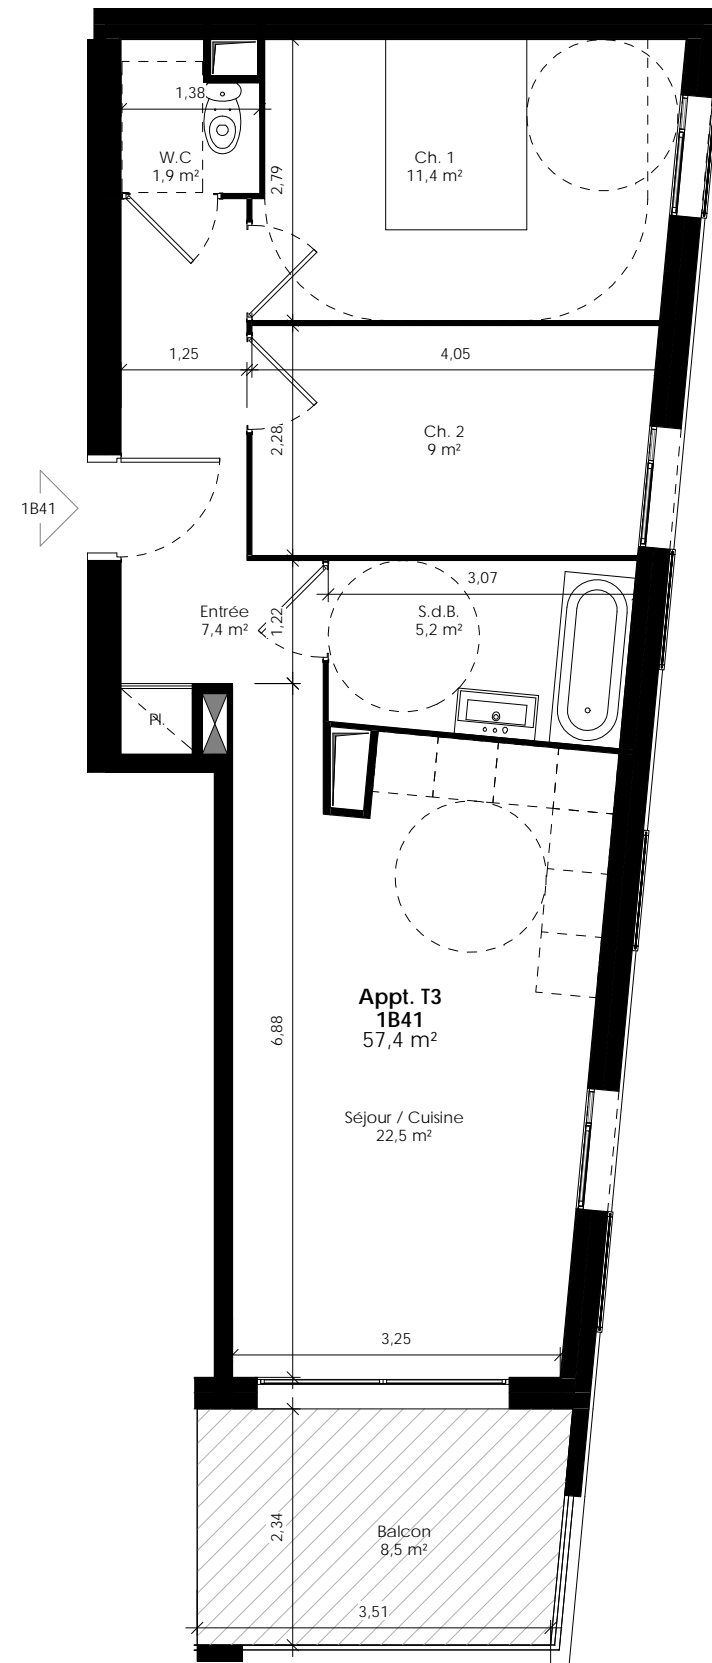 1,38
W.C
1,9 m²
2,79
Ch. 1
11,4 m²
1,25
4,05
2,28
Ch. 2
9 m²
1B41
Entrée
7,4 m²
1,22
3,07
S.d.B.
5,2 m²
Pl.
6,88
Appt. T3
1B41
57,4 m²
Séjour / Cuisine
22,5 m²
3,25
2,34
Balcon
8,5 m²
3,51